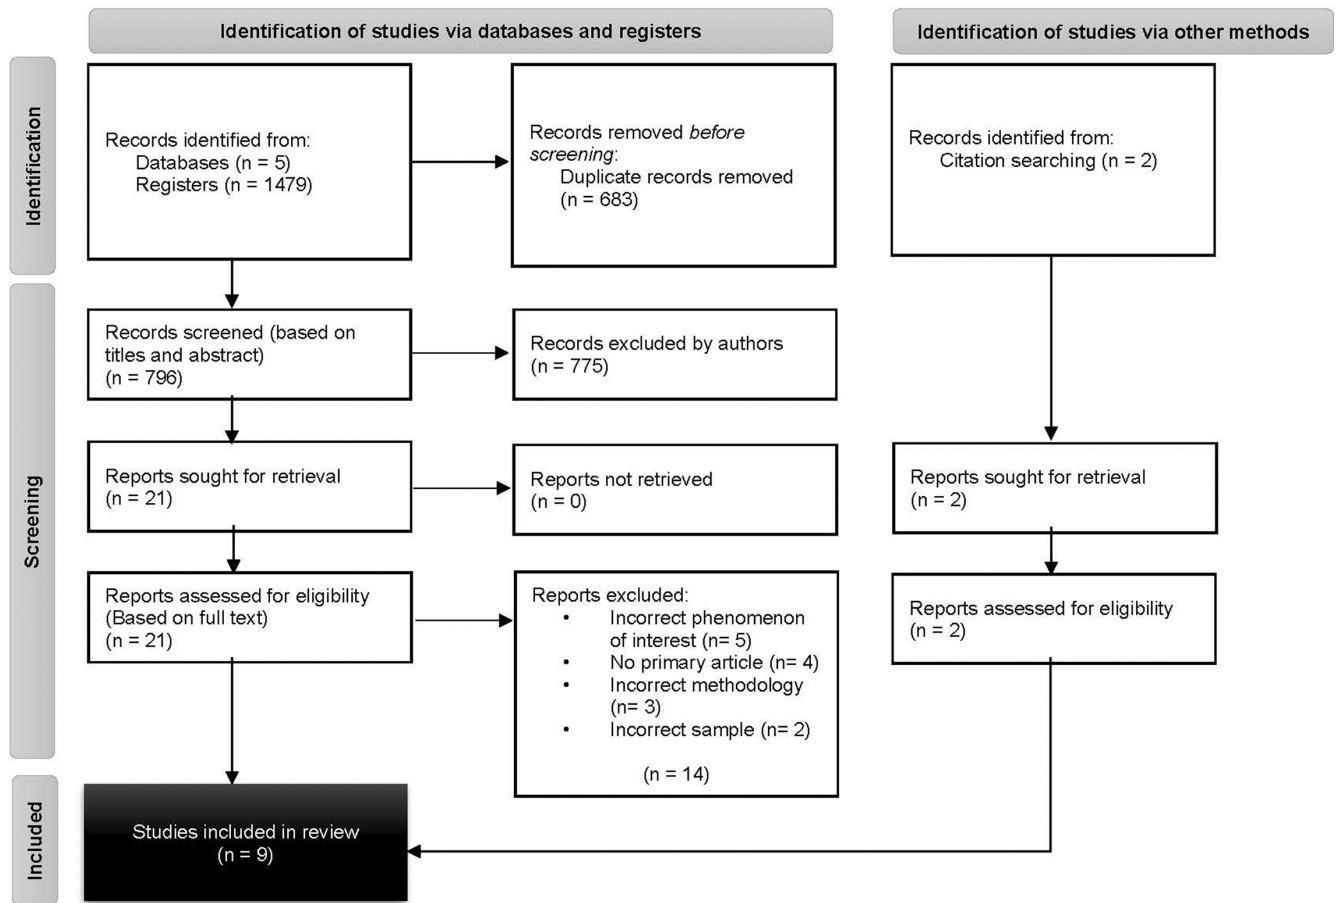 Identification of studies via databases and registers
Identification of studies via other methods
Identification
Records identified from:
Databases (n = 5)
Registers (n = 1479)
Records removed before
screening:
Duplicate records removed
(n = 683)
Records identified from:
Citation searching (n = 2)
Screening
Records screened (based on
titles and abstract)
(n = 796)
Records excluded by authors
(n = 775)
Reports sought for retrieval
(n = 21)
Reports not retrieved
(n = 0)
Reports sought for retrieval
(n = 2)
Reports assessed for eligibility
(Based on full text)
(n = 21)
Reports excluded:
• Incorrect phenomenon
of interest (n= 5)
• No primary article (n= 4)
• Incorrect methodology
(n= 3)
• Incorrect sample (n= 2)
(n = 14)
Reports assessed for eligibility
(n = 2)
Included
Studies included in review
(n = 9)